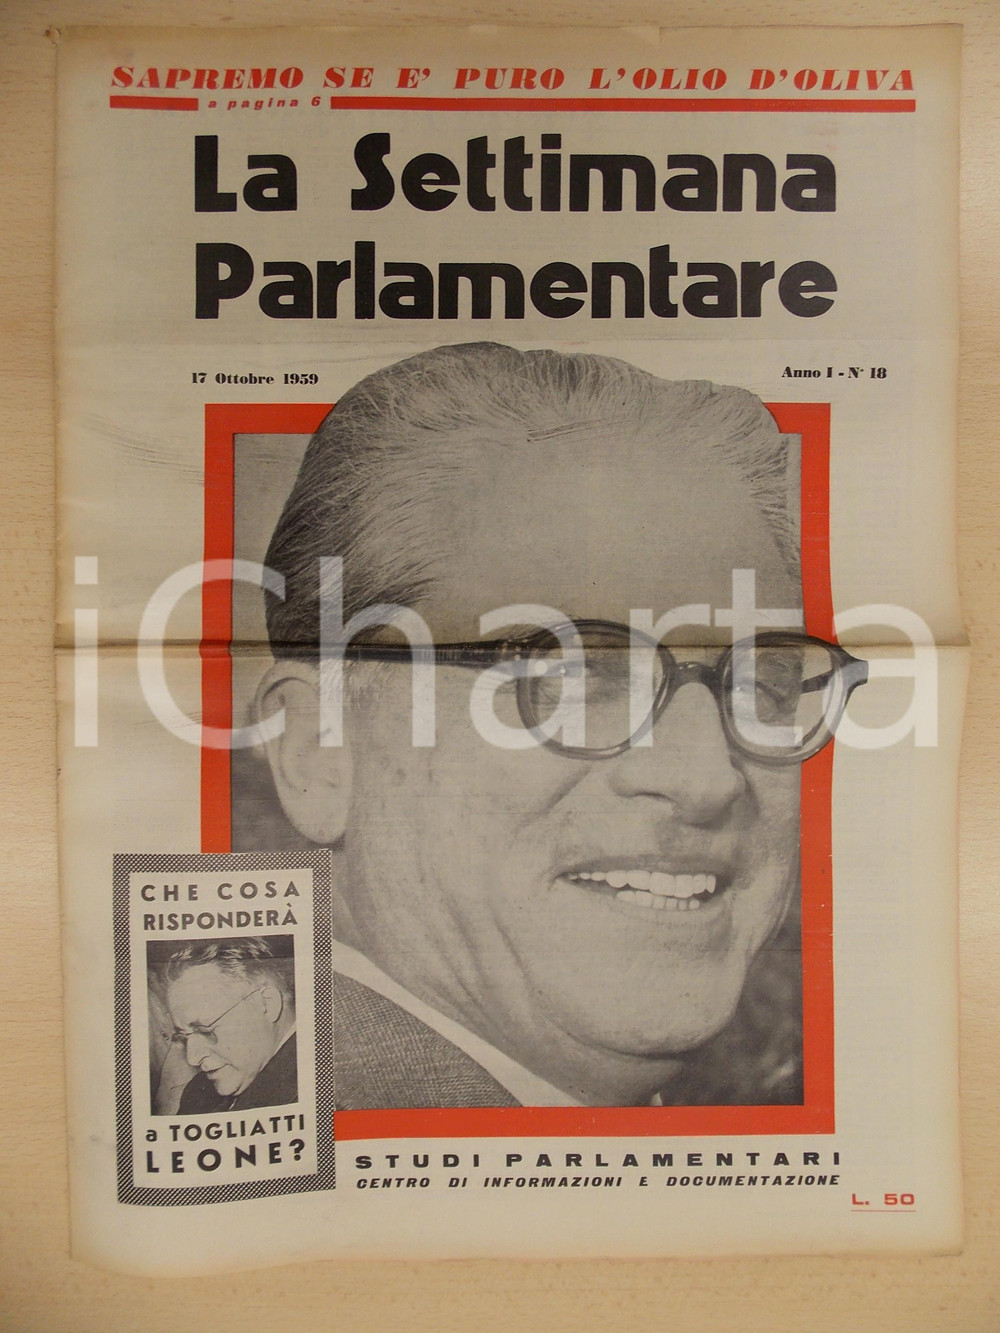 SAPREMO SE E' PURO L'OLIO D'OLIVA
a pagina 6
La Settimana
Parlamentare
17 Ottobre 1959
Anno I - N° 18
iCharta
CHE COSA
RISPONDERÀ
a TOGLIATTI
LEONE?
STUDI PARLAMENTARI
CENTRO DI INFORMAZIONI E DOCUMENTAZIONE
L. 50